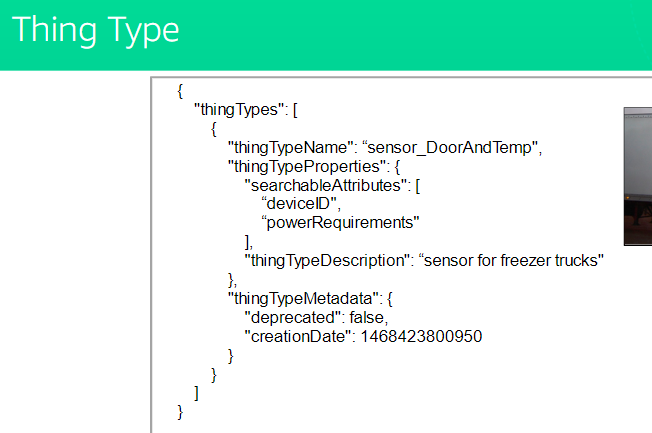 Thing Type
{
"thingTypes": [
{
"thingTypeName": “sensor_DoorAndTemp",
"thingTypeProperties": {
"searchableAttributes": [
“deviceID",
“powerRequirements"
],
"thingTypeDescription": “sensor for freezer trucks"
},
"thingTypeMetadata": {
"deprecated": false,
"creationDate": 1468423800950
}
}
]
}